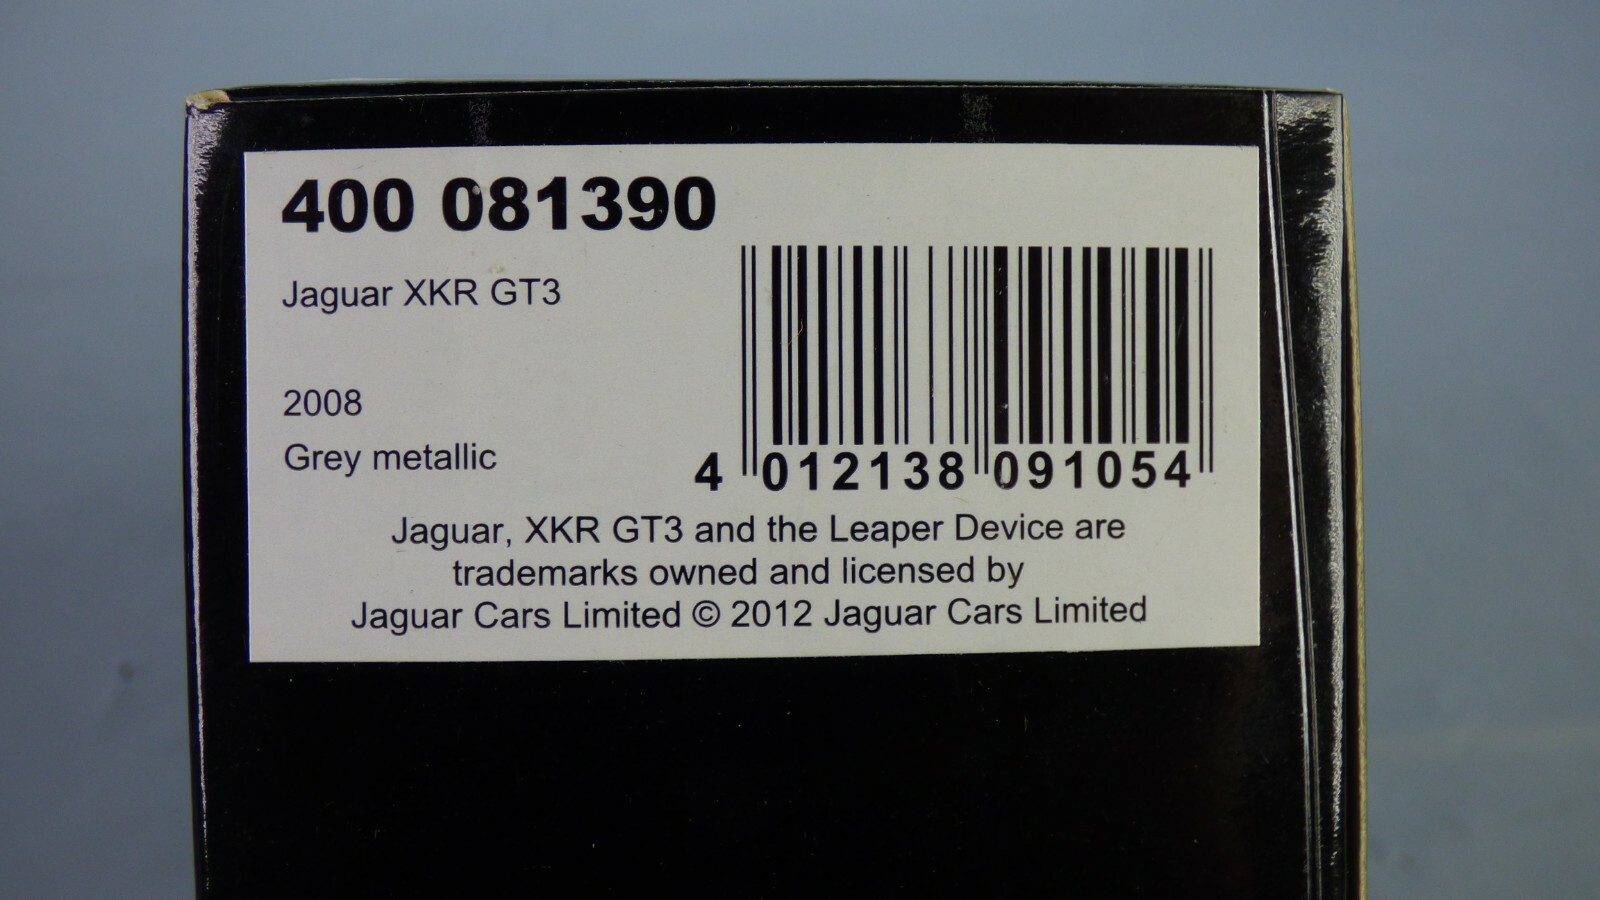 400 081390
Jaguar XKR GT3
2008
Grey metallic
4 012138 091054
Jaguar, XKR GT3 and the Leaper Device are
trademarks owned and licensed by
Jaguar Cars Limited © 2012 Jaguar Cars Limited